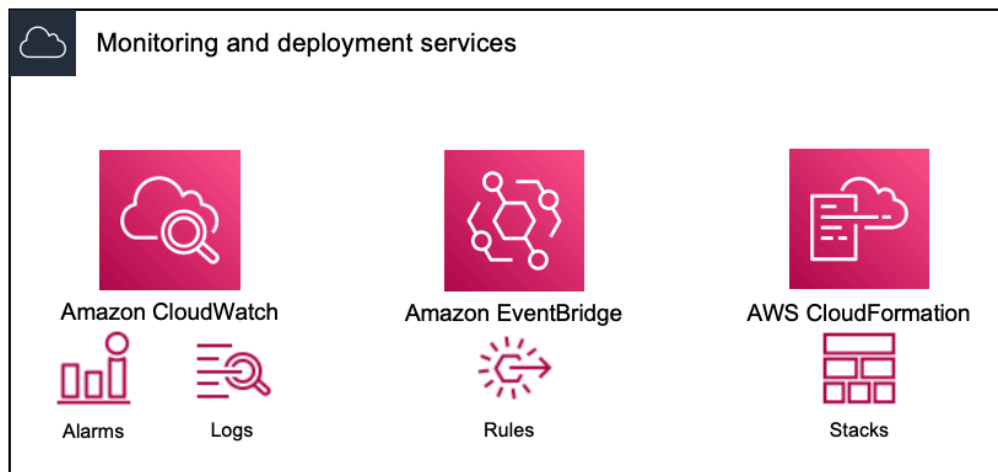 Monitoring and deployment services
Amazon CloudWatch
Amazon EventBridge
AWS CloudFormation
Alarms
Logs
Rules
Stacks